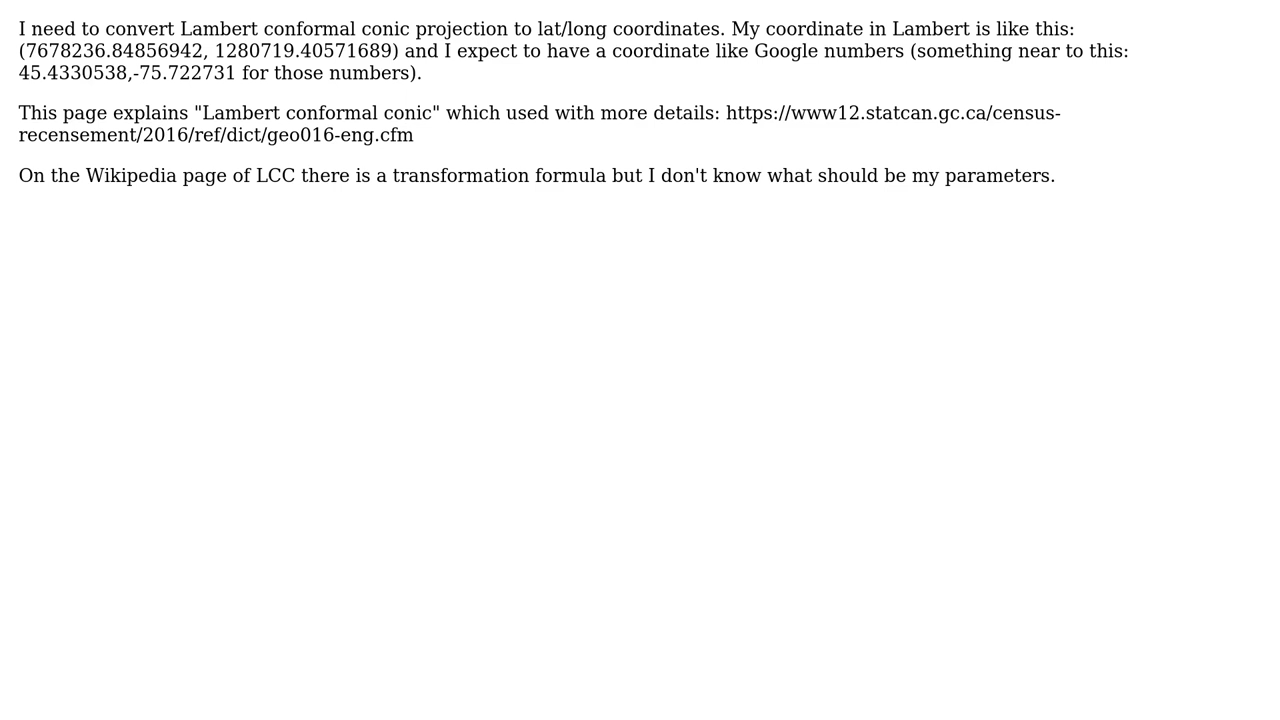 I need to convert Lambert conformal conic projection to lat/long coordinates. My coordinate in Lambert is like this:
(7678236.84856942, 1280719.40571689) and I expect to have a coordinate like Google numbers (something near to this:
45.4330538,-75.722731 for those numbers).
This page explains "Lambert conformal conic" which used with more details: https://www12.statcan.gc.ca/census-
recensement/2016/ref/dict/geo016-eng.cfm
On the Wikipedia page of LCC there is a transformation formula but I don't know what should be my parameters.